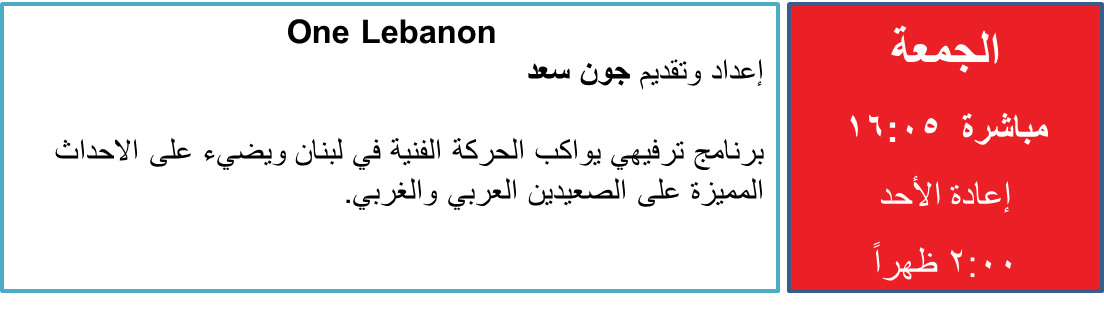 One Lebanon
إعداد وتقديم جون سعد
برنامج ترفيهي يواكب الحركة الفنية في لبنان ويضيء على الاحداث
المميزة على الصعيدين العربي والغربي.
الجمعة
مباشرة ١٦:٠٥
إعادة الأحد
٢:٠٠ ظهراً